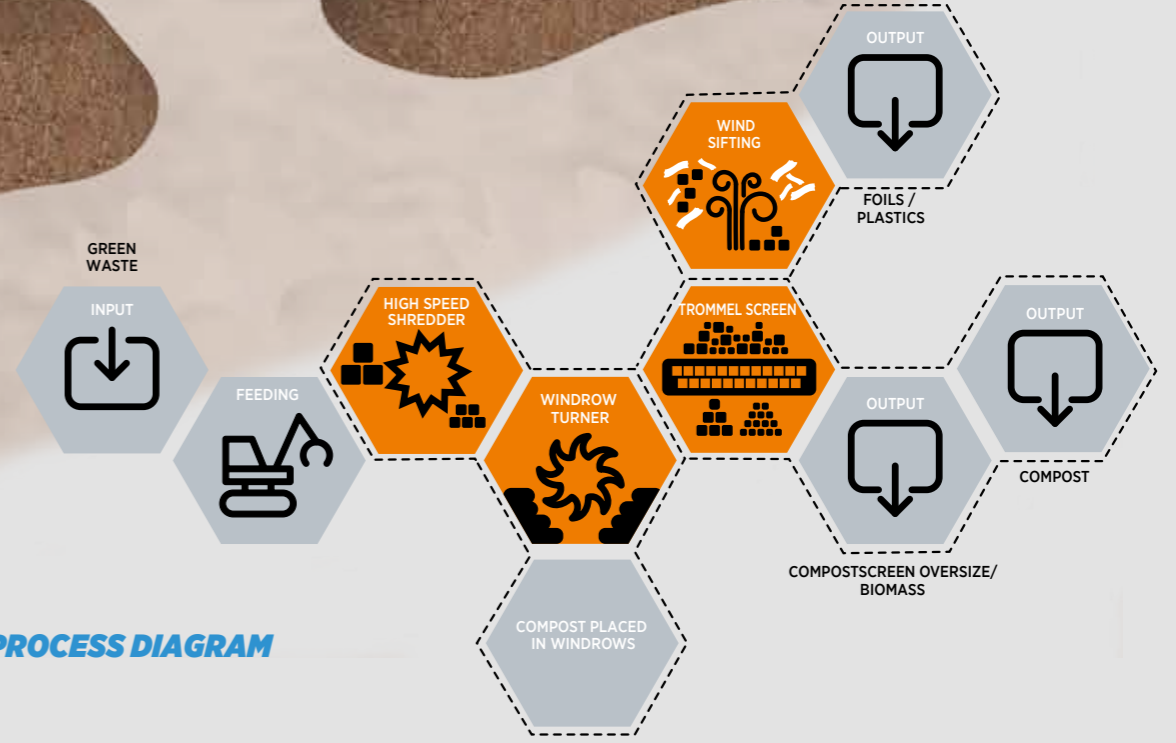 OUTPUT
WIND
SIFTING
FOILS /
PLASTICS
GREEN
WASTE
INPUT
HIGH SPEED
SHREDDER
TROMMEL SCREEN
OUTPUT
FEEDING
WINDROW
TURNER
OUTPUT
COMPOST
COMPOSTSCREEN OVERSIZE/
BIOMASS
COMPOST PLACED
IN WINDROWS
PROCESS DIAGRAM